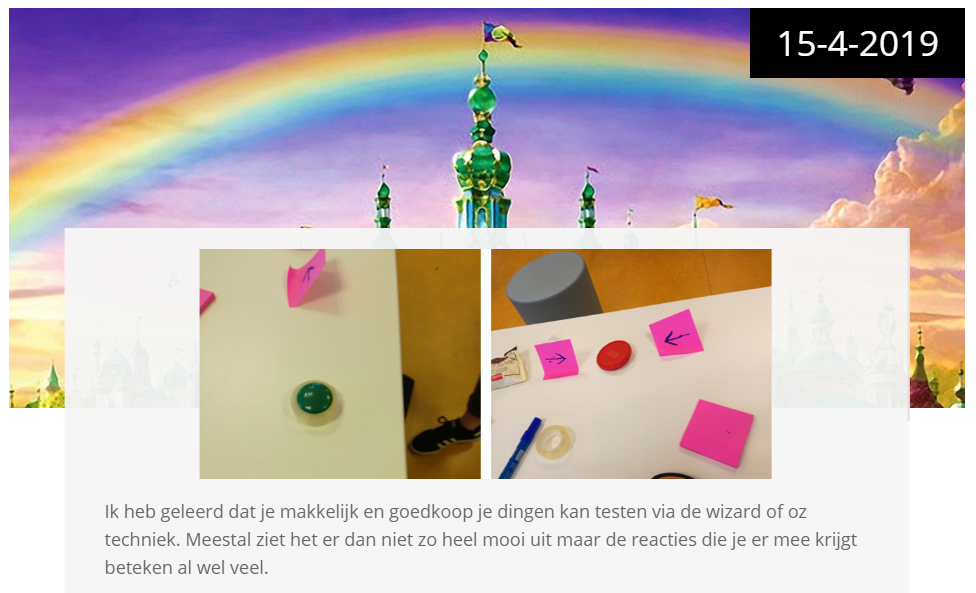 15-4-2019
Ik heb geleerd dat je makkelijk en goedkoop je dingen kan testen via de wizard of oz
techniek. Meestal ziet het er dan niet zo heel mooi uit maar de reacties die je er mee krijgt
beteken al wel veel.